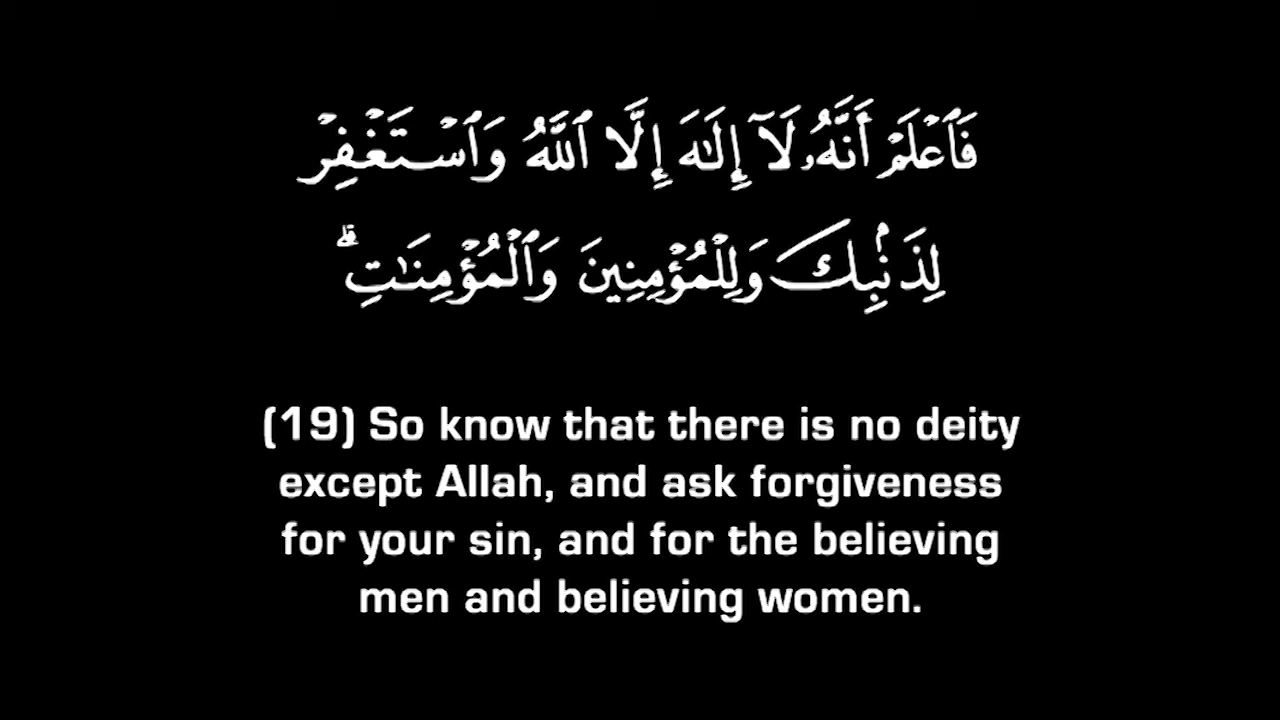 فَٱعۡلَمۡ أَنَّهُۥ لَآ إِلَٰهَ إِلَّا ٱللَّهُ وَٱسۡتَغۡفِرۡ
لِذَنۢبِكَ وَلِلۡمُؤۡمِنِينَ وَٱلۡمُؤۡمِنَٰتِۗ
(19) So know that there is no deity
except Allah, and ask forgiveness
for your sin, and for the believing
men and believing women.